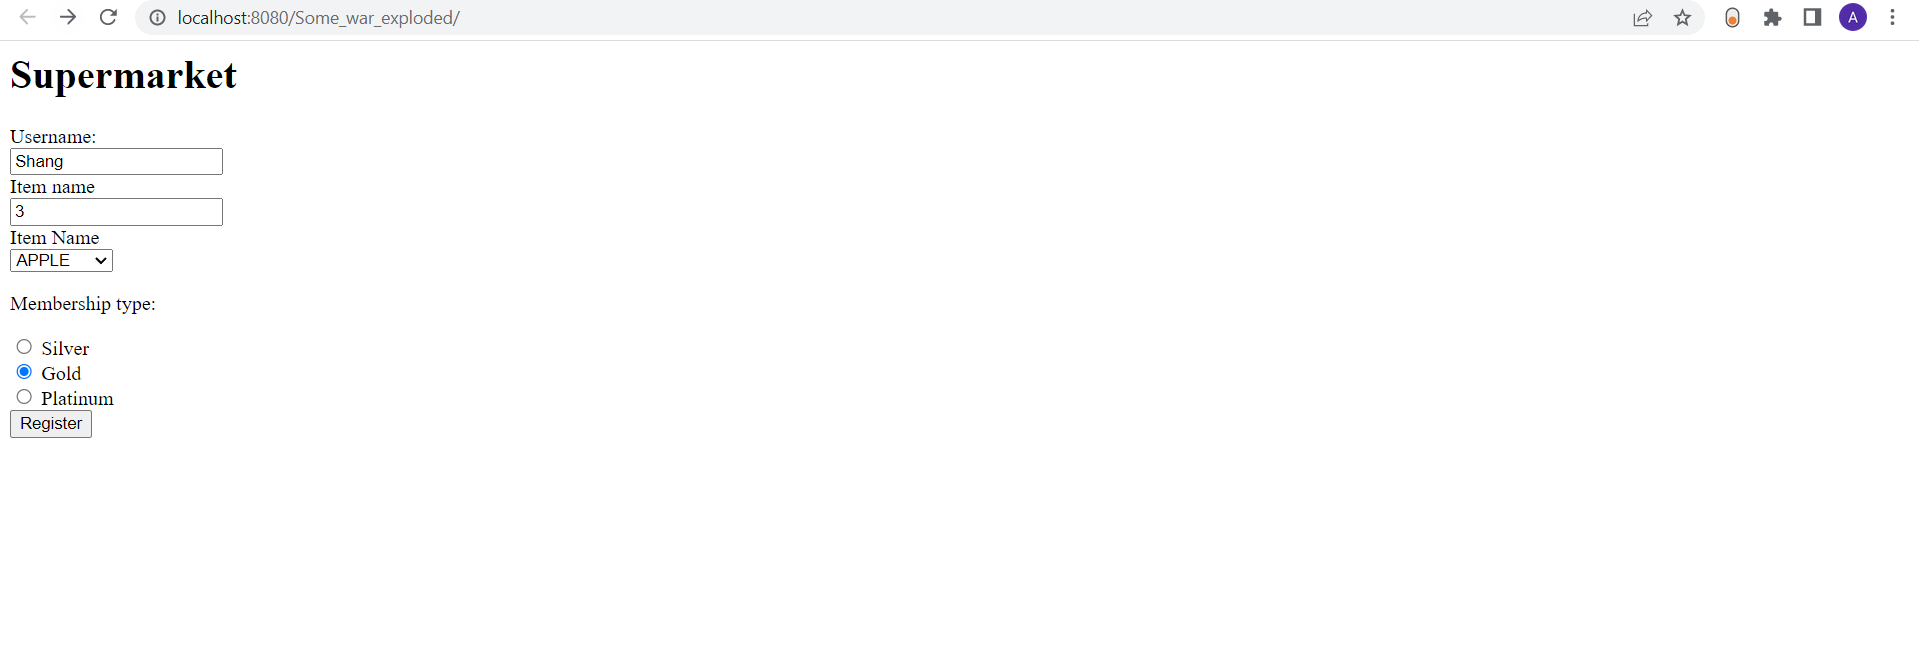 localhost:8080/Some_war_exploded/
A
Supermarket
Username:
Shang
Item name
3
Item Name
APPLE
Membership type:
Silver
Gold
Platinum
Register